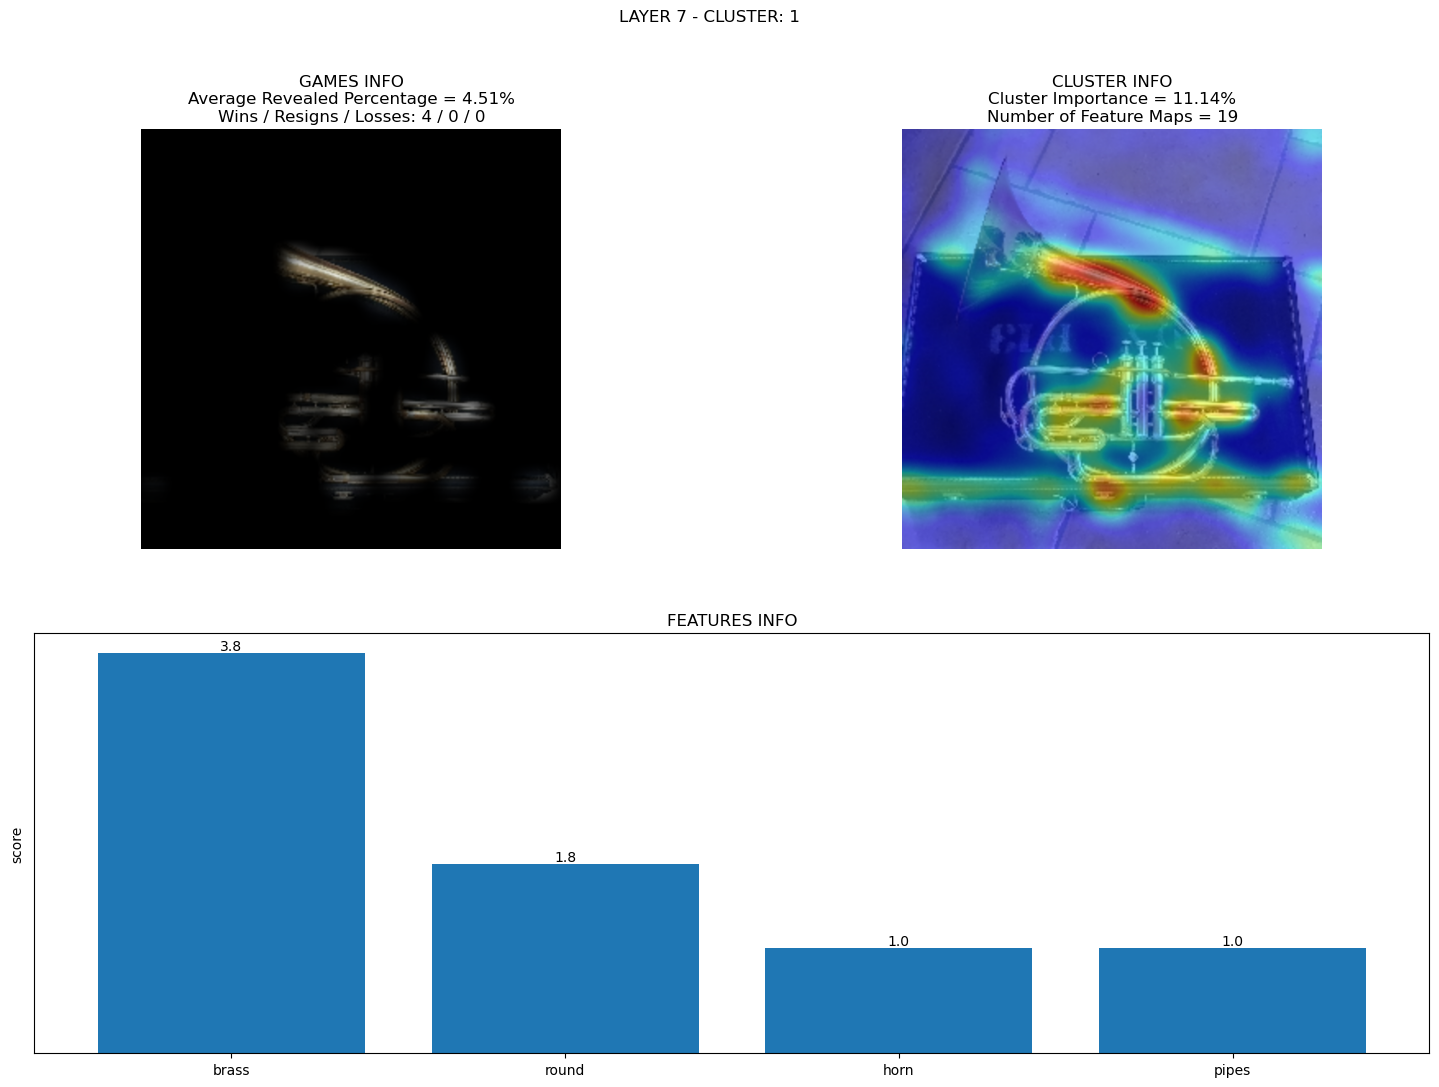 LAYER 7 - CLUSTER: 1
GAMES INFO
Average Revealed Percentage = 4.51%
Wins / Resigns / Losses: 4 / 0 / 0
CLUSTER INFO
Cluster Importance = 11.14%
Number of Feature Maps = 19
FEATURES INFO
score
3.8
1.8
1.0
1.0
brass
round
horn
pipes